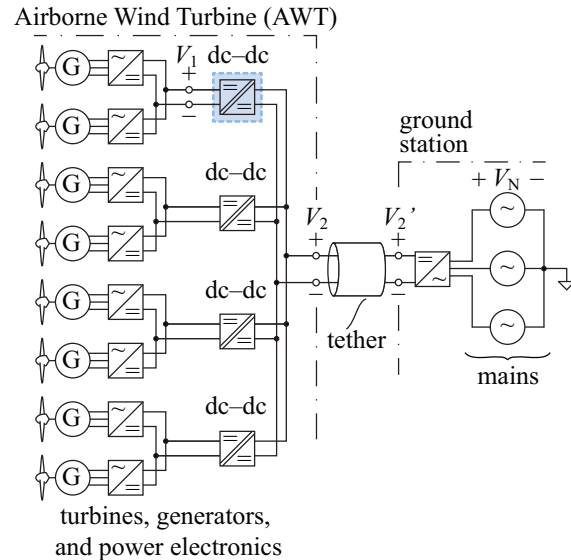 Airborne Wind Turbine (AWT)
G
V1
dc–dc
+
−
G
ground
station
dc–dc
G
+ VN −
V2
V2'
+
+
G
−
−
dc–dc
G
tether
mains
G
dc–dc
G
G
turbines, generators,
and power electronics